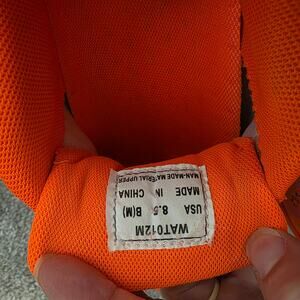 WAT012M
USA 8.5 B(M)
MADE IN CHINA
MAN-MADE MATERIAL UPPER